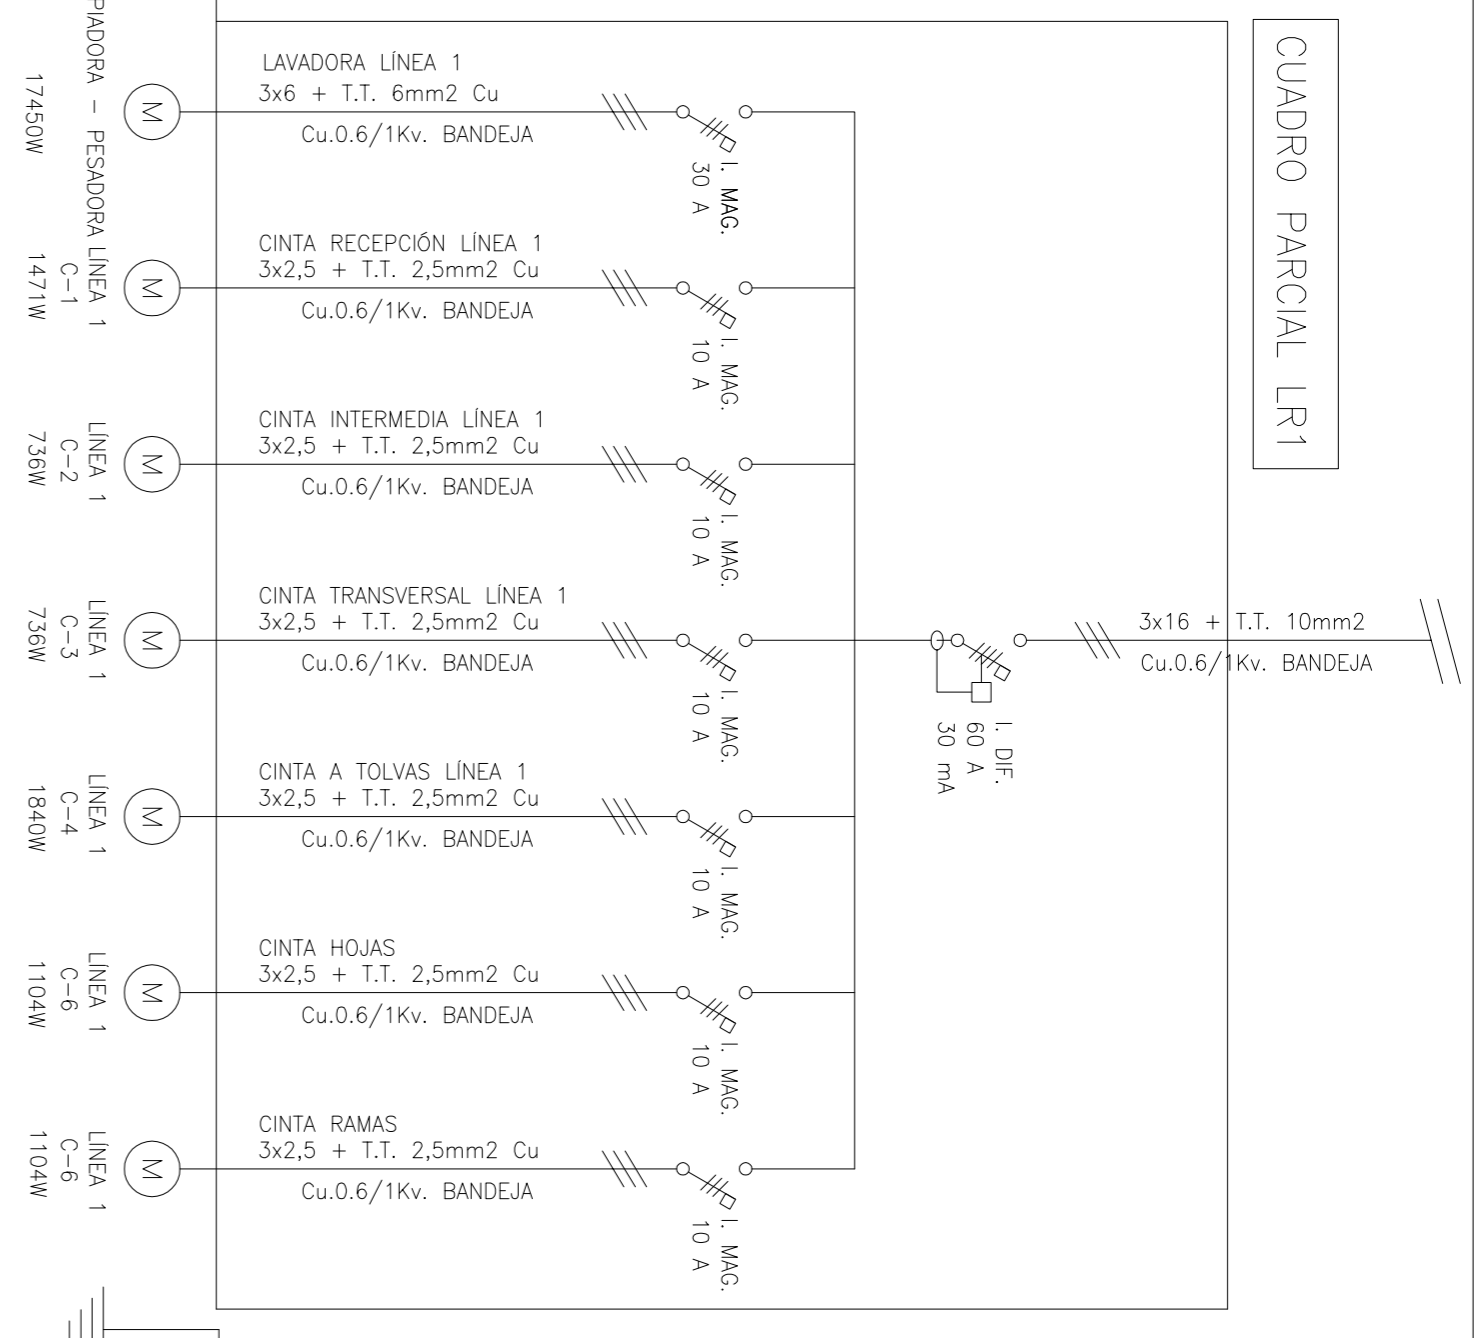 CUADRO PARCIAL LR1
3x16 + T.T. 10mm2
Cu.0.6/1Kv. BANDEJA
I. DIF.
60 A
30 mA
LAVADORA LÍNEA 1
3x6 + T.T. 6mm2 Cu
Cu.0.6/1Kv. BANDEJA
I. MAG.
30 A
M
PIADORA - PESADORA LÍNEA 1
17450W
CINTA RECEPCIÓN LÍNEA 1
3x2,5 + T.T. 2,5mm2 Cu
Cu.0.6/1Kv. BANDEJA
I. MAG.
10 A
M
C-1
1471W
CINTA INTERMEDIA LÍNEA 1
3x2,5 + T.T. 2,5mm2 Cu
Cu.0.6/1Kv. BANDEJA
I. MAG.
10 A
M
LÍNEA 1
C-2
736W
CINTA TRANSVERSAL LÍNEA 1
3x2,5 + T.T. 2,5mm2 Cu
Cu.0.6/1Kv. BANDEJA
I. MAG.
10 A
M
LÍNEA 1
C-3
736W
CINTA A TOLVAS LÍNEA 1
3x2,5 + T.T. 2,5mm2 Cu
Cu.0.6/1Kv. BANDEJA
I. MAG.
10 A
M
LÍNEA 1
C-4
1840W
CINTA HOJAS
3x2,5 + T.T. 2,5mm2 Cu
Cu.0.6/1Kv. BANDEJA
I. MAG.
10 A
M
LÍNEA 1
C-6
1104W
CINTA RAMAS
3x2,5 + T.T. 2,5mm2 Cu
Cu.0.6/1Kv. BANDEJA
I. MAG.
10 A
M
LÍNEA 1
C-6
1104W